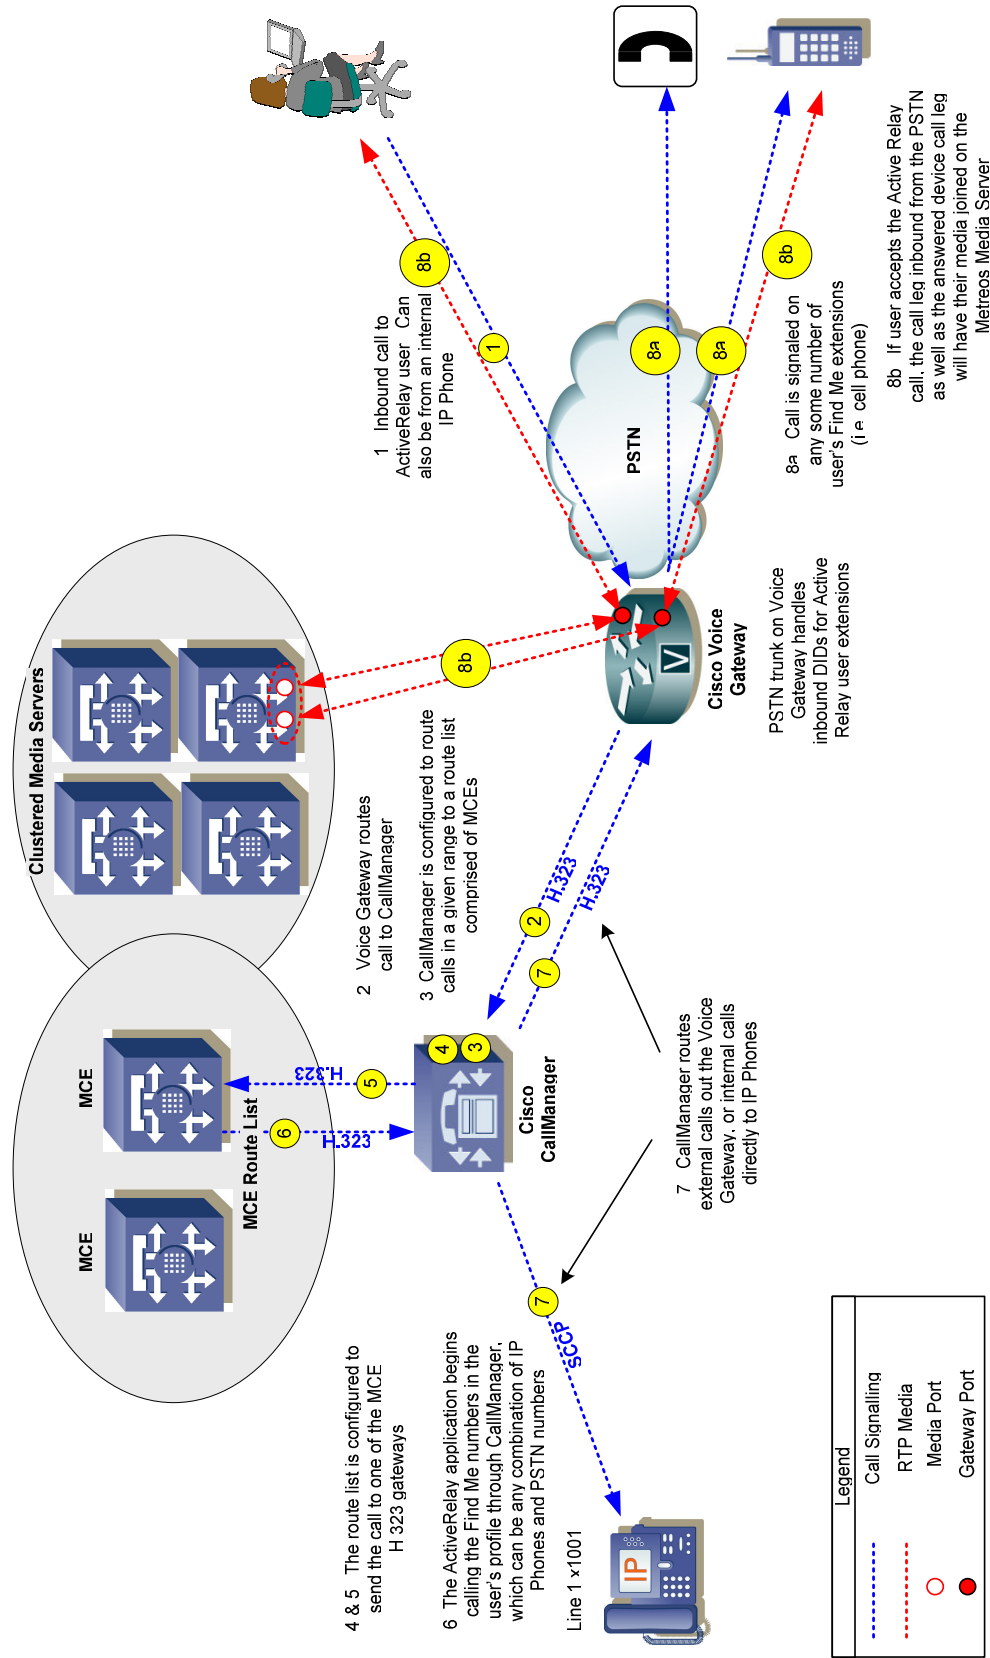 Clustered Media Servers
MCE
MCE
MCE Route List
1 Inbound call to
ActiveRelay user Can
also be from an internal
IP Phone
2 Voice Gateway routes
call to CallManager
3 CallManager is configured to route
calls in a given range to a route list
comprised of MCEs
4 & 5 The route list is configured to
send the call to one of the MCE
H 323 gateways
6 The ActiveRelay application begins
calling the Find Me numbers in the
user's profile through CallManager,
which can be any combination of IP
Phones and PSTN numbers
Line 1 x1001
IP
7
SCCP
Cisco
CallManager
4
3
5
H.323
6
H.323
2
H.323
7
H.323
7 CallManager routes
external calls out the Voice
Gateway, or internal calls
directly to IP Phones
8b
V
Cisco Voice
Gateway
PSTN trunk on Voice
Gateway handles
inbound DIDs for Active
Relay user extensions
PSTN
1
8b
8a
8a
8b
8a Call is signaled on
any some number of
user's Find Me extensions
(i e cell phone)
8b If user accepts the Active Relay
call, the call leg inbound from the PSTN
as well as the answered device call leg
will have their media joined on the
Metreos Media Server
Legend
Call Signalling
RTP Media
Media Port
Gateway Port